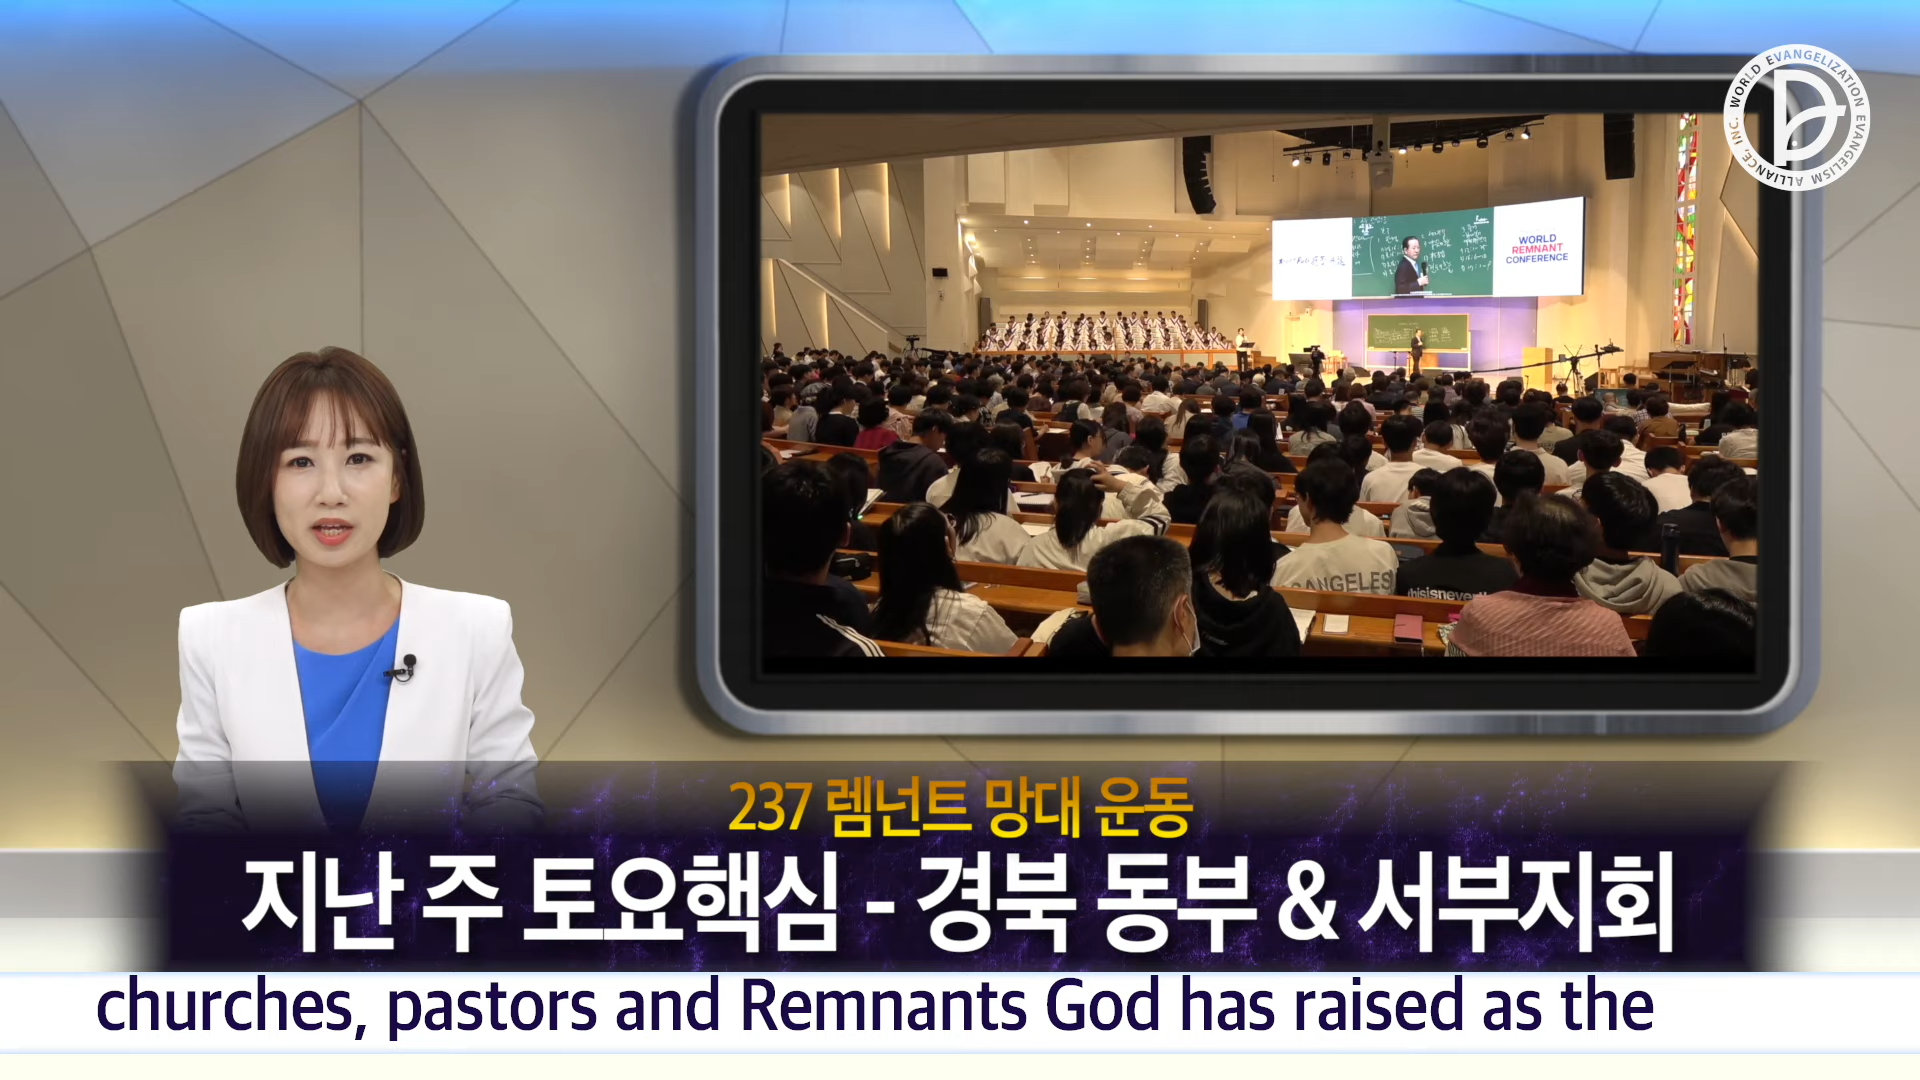 WORLD EVANGELIZATION EVANGELISM ALLIANCE, INC.
WORLD
REMNANT
CONFERENCE
ANGELES
237 렘넌트 망대 운동
지난 주 토요핵심 - 경북 동부 & 서부지회
churches, pastors and Remnants God has raised as the